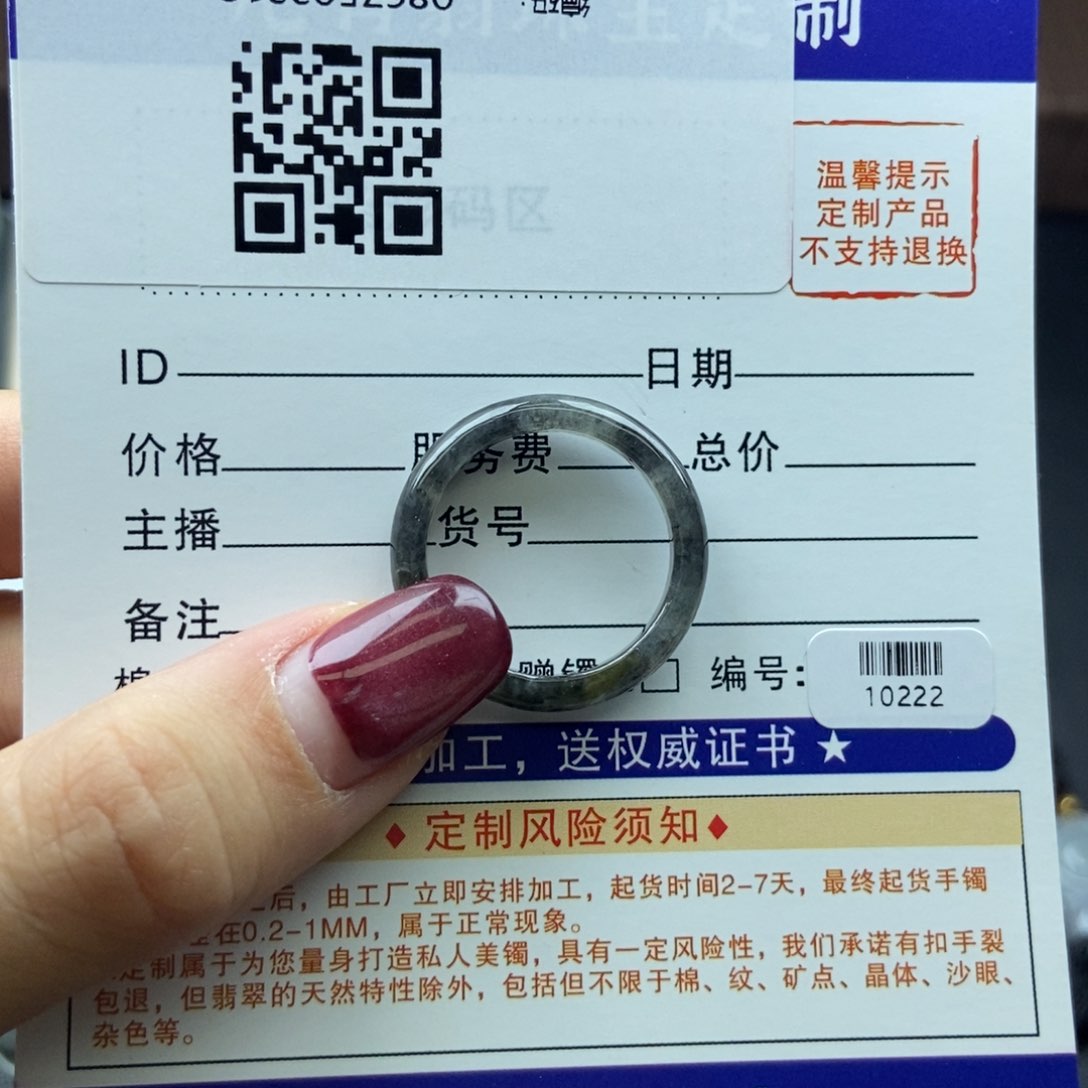 制
编码:
码区
温馨提示
定制产品
不支持退换
ID 日期
价格 服务费 总价
主播 货号
备注
赠镯 □ 编号:
10222
加工，送权威证书 ★
♦定制风险须知♦
后，由工厂立即安排加工，起货时间2-7天，最终起货手镯
在0.2-1MM，属于正常现象。
定制属于为您量身打造私人美镯，具有一定风险性，我们承诺有扣手裂
包退，但翡翠的天然特性除外，包括但不限于棉、纹、矿点、晶体、沙眼、
杂色等。